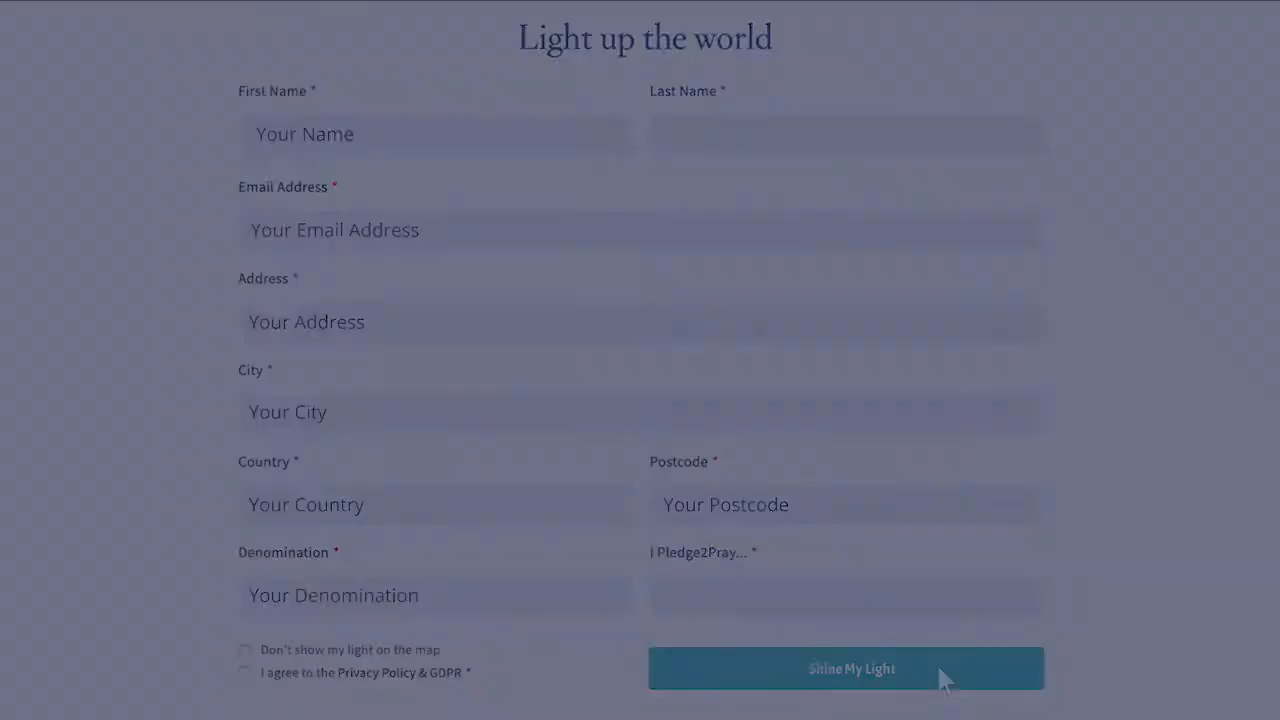 Light up the world
First Name *
Last Name *
Your Name
Email Address *
Your Email Address
Address *
Your Address
City *
Your City
Country *
Postcode *
Your Country
Your Postcode
Denomination *
I Pledge2Pray... *
Your Denomination
Don't show my light on the map
I agree to the Privacy Policy & GDPR *
Shine My Light